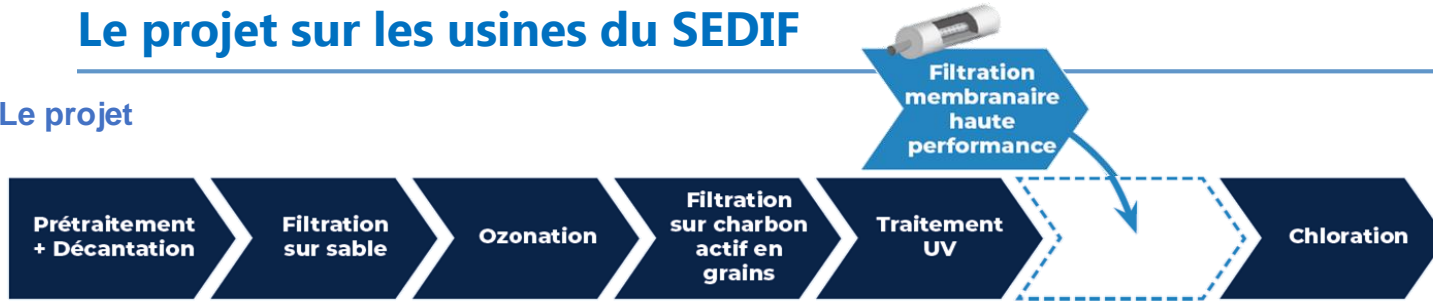 Le projet sur les usines du SEDIF
Filtration
membranaire
haute
performance
Le projet
Prétraitement
+ Décantation
Filtration
sur sable
Ozonation
Filtration
sur charbon
actif en
grains
Traitement
UV
Chloration